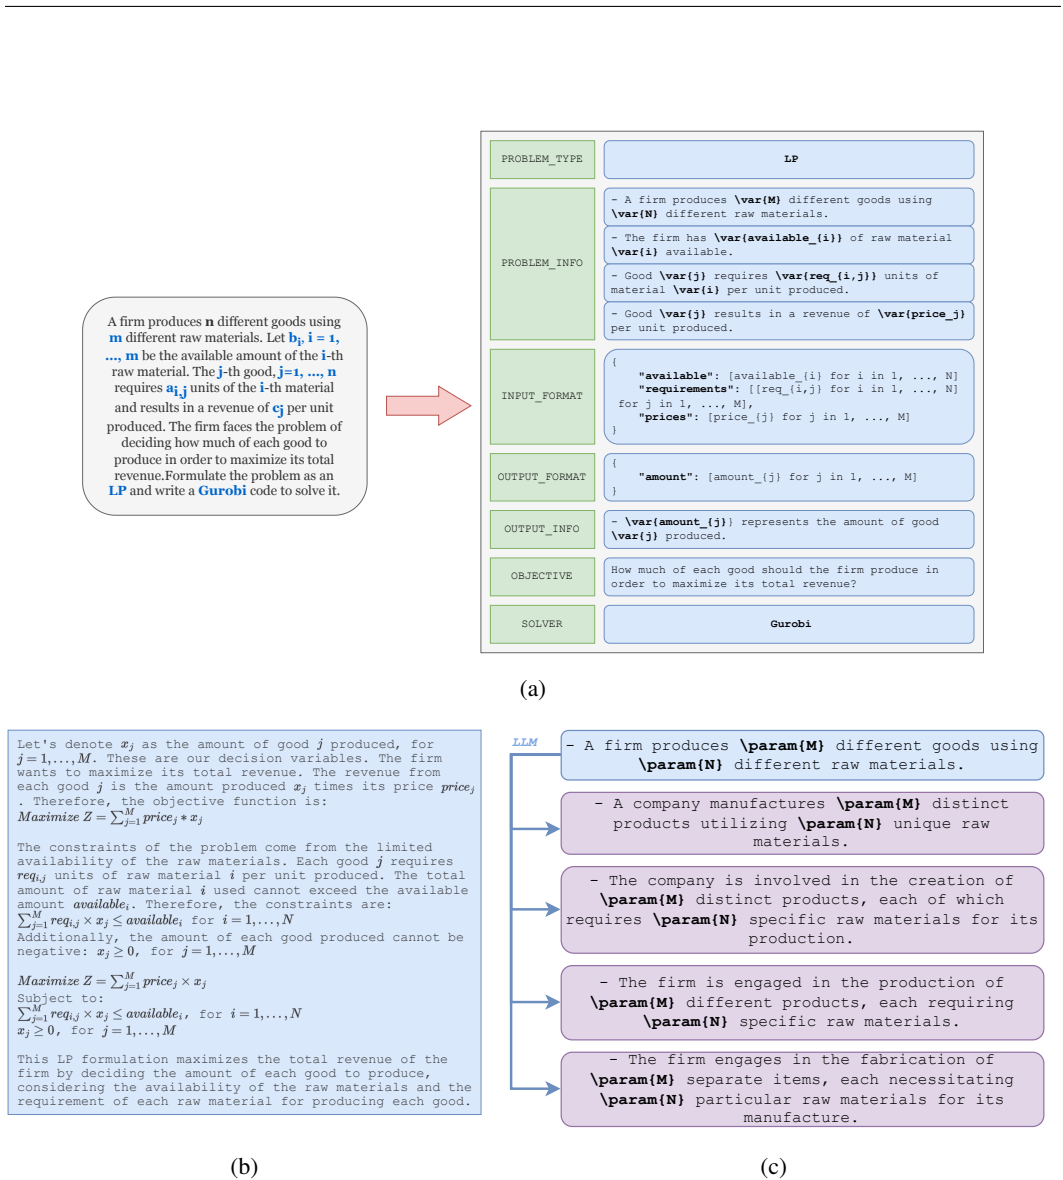 A firm produces n different goods using
m different raw materials. Let b_i, i = 1,
..., m be the available amount of the i-th
raw material. The j-th good, j=1, ..., n
requires a_{i,j} units of the i-th material
and results in a revenue of c_j per unit
produced. The firm faces the problem of
deciding how much of each good to
produce in order to maximize its total
revenue.Formulate the problem as an
LP and write a Gurobi code to solve it.
PROBLEM_TYPE
LP
PROBLEM_INFO
- A firm produces \var{M} different goods using
\var{N} different raw materials.
- The firm has \var{available_{i}} of raw material
\var{i} available.
- Good \var{j} requires \var{req_{i,j}} units of
material \var{i} per unit produced.
- Good \var{j} results in a revenue of \var{price_j}
per unit produced.
INPUT_FORMAT
{
"available": [available_{i} for i in 1, ..., N]
"requirements": [[req_{i,j} for i in 1, ..., N]
for j in 1, ..., M],
"prices": [price_{j} for j in 1, ..., M]
}
OUTPUT_FORMAT
{
"amount": [amount_{j} for j in 1, ..., M]
}
OUTPUT_INFO
- \var{amount_{j}} represents the amount of good
\var{j} produced.
OBJECTIVE
How much of each good should the firm produce in
order to maximize its total revenue?
SOLVER
Gurobi
(a)
Let's denote x_j as the amount of good j produced, for
j = 1, . . . , M. These are our decision variables. The firm
wants to maximize its total revenue. The revenue from
each good j is the amount produced x_j times its price price_j
. Therefore, the objective function is:
Maximize Z = ∑_{j=1}^{M} price_j * x_j
The constraints of the problem come from the limited
availability of the raw materials. Each good j requires
req_{i,j} units of raw material i per unit produced. The total
amount of raw material i used cannot exceed the available
amount available_i. Therefore, the constraints are:
∑_{j=1}^{M} req_{i,j} × x_j ≤ available_i for i = 1, . . . , N
Additionally, the amount of each good produced cannot be
negative: x_j ≥ 0, for j = 1, . . . , M
Maximize Z = ∑_{j=1}^{M} price_j × x_j
Subject to:
∑_{j=1}^{M} req_{i,j} × x_j ≤ available_i, for i = 1, . . . , N
x_j ≥ 0, for j = 1, . . . , M
This LP formulation maximizes the total revenue of the
firm by deciding the amount of each good to produce,
considering the availability of the raw materials and the
requirement of each raw material for producing each good.
(b)
LLM
- A firm produces \param{M} different goods using
\param{N} different raw materials.
- A company manufactures \param{M} distinct
products utilizing \param{N} unique raw
materials.
- The company is involved in the creation of
\param{M} distinct products, each of which
requires \param{N} specific raw materials for its
production.
- The firm is engaged in the production of
\param{M} different products, each requiring
\param{N} specific raw materials.
- The firm engages in the fabrication of
\param{M} separate items, each necessitating
\param{N} particular raw materials for its
manufacture.
(c)